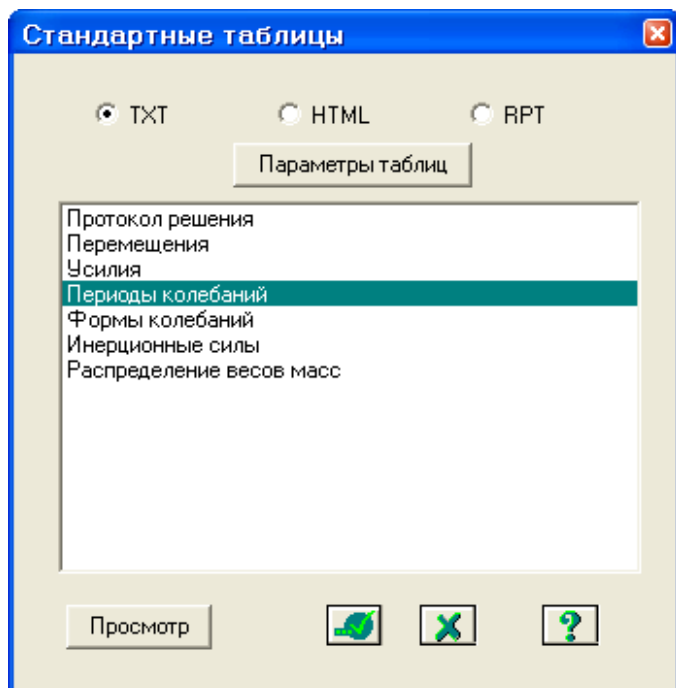 Стандартные таблицы
TXT HTML RPT
Параметры таблиц
Протокол решения
Перемещения
Усилия
Периоды колебаний
Формы колебаний
Инерционные силы
Распределение весов масс
Просмотр ?